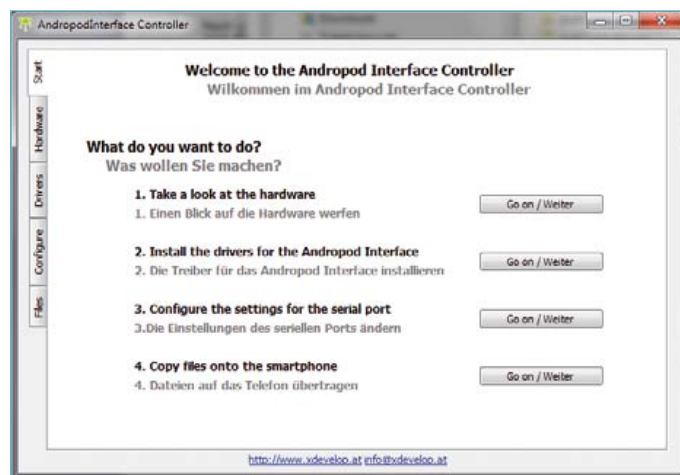 AndropodInterface Controller
Start
Hardware
Drivers
Configure
Files
Welcome to the Andropod Interface Controller
Wilkommen im Andropod Interface Controller
What do you want to do?
Was wollen Sie machen?
1. Take a look at the hardware
1. Einen Blick auf die Hardware werfen
Go on / Weiter
2. Install the drivers for the Andropod Interface
2. Die Treiber für das Andropod Interface installieren
Go on / Weiter
3. Configure the settings for the serial port
3.Die Einstellungen des seriellen Ports ändern
Go on / Weiter
4. Copy files onto the smartphone
4. Dateien auf das Telefon übertragen
Go on / Weiter
http://www.xdevelop.at info@xdevelop.at